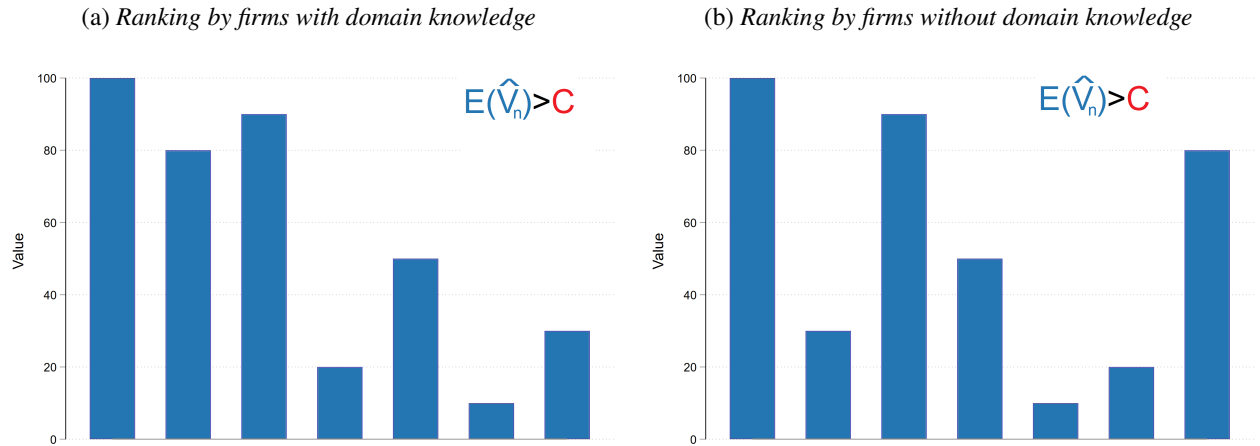 (a) Ranking by firms with domain knowledge
100
80
60
40
20
0
Value
E(V̂ₙ)>C
(b) Ranking by firms without domain knowledge
100
80
60
40
20
0
Value
E(V̂ₙ)>C